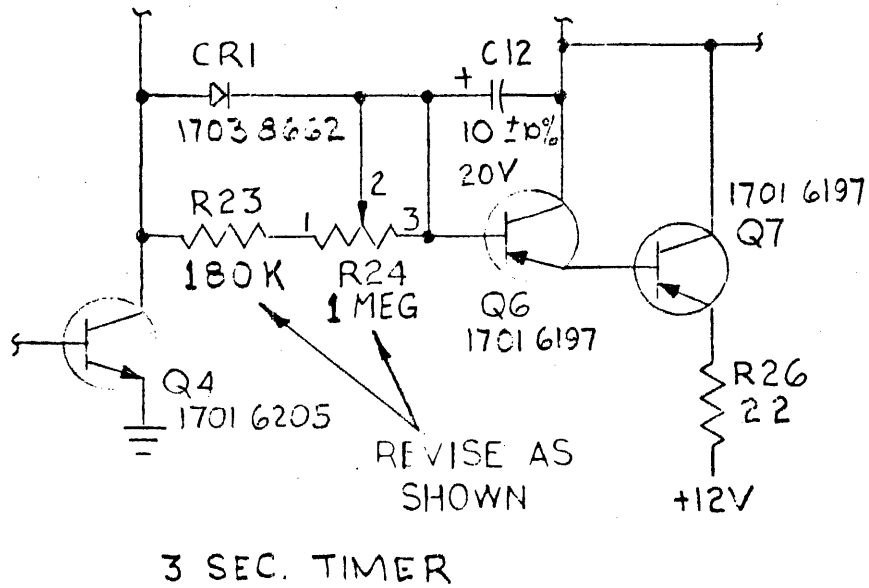 CR1
1703 8662
+
C12
10 ±10%
20V
R23
180K
1
2
3
R24
1 MEG
Q6
1701 6197
1701 6197
Q7
Q4
1701 6205
R26
22
+12V
REVISE AS
SHOWN
3 SEC. TIMER